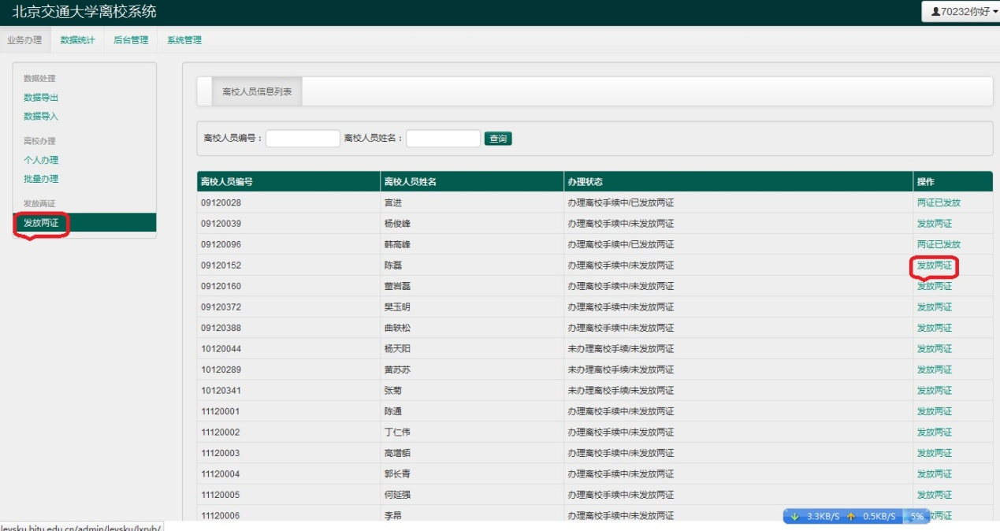 北京交通大学离校系统
70232你好
业务办理 数据统计 后台管理 系统管理
数据处理
数据导出
数据导入
离校办理
个人办理
批量办理
发放两证
发放两证
离校人员信息列表
离校人员编号： 离校人员姓名： 查询
离校人员编号 离校人员姓名 办理状态 操作
09120028 宫进 办理离校手续中/已发放两证 两证已发放
09120039 杨俊峰 办理离校手续中/未发放两证 发放两证
09120096 韩高峰 办理离校手续中/已发放两证 两证已发放
09120152 陈磊 办理离校手续中/未发放两证 发放两证
09120160 董岩磊 办理离校手续中/未发放两证 发放两证
09120372 樊玉明 办理离校手续中/未发放两证 发放两证
09120388 曲轶松 办理离校手续中/未发放两证 发放两证
10120044 杨天阳 未办理离校手续/未发放两证 发放两证
10120289 黄苏苏 未办理离校手续/未发放两证 发放两证
10120341 张菊 未办理离校手续/未发放两证 发放两证
11120001 陈通 办理离校手续中/未发放两证 发放两证
11120002 丁仁伟 办理离校手续中/未发放两证 发放两证
11120003 高增 办理离校手续中/未发放两证 发放两证
11120004 郭长青 办理离校手续中/未发放两证 发放两证
11120005 何延强 办理离校手续中/未发放两证 发放两证
11120006 李昂 办理离校手续中/未发放两证 放两证
3.3KB/S 0.5KB/S 5%